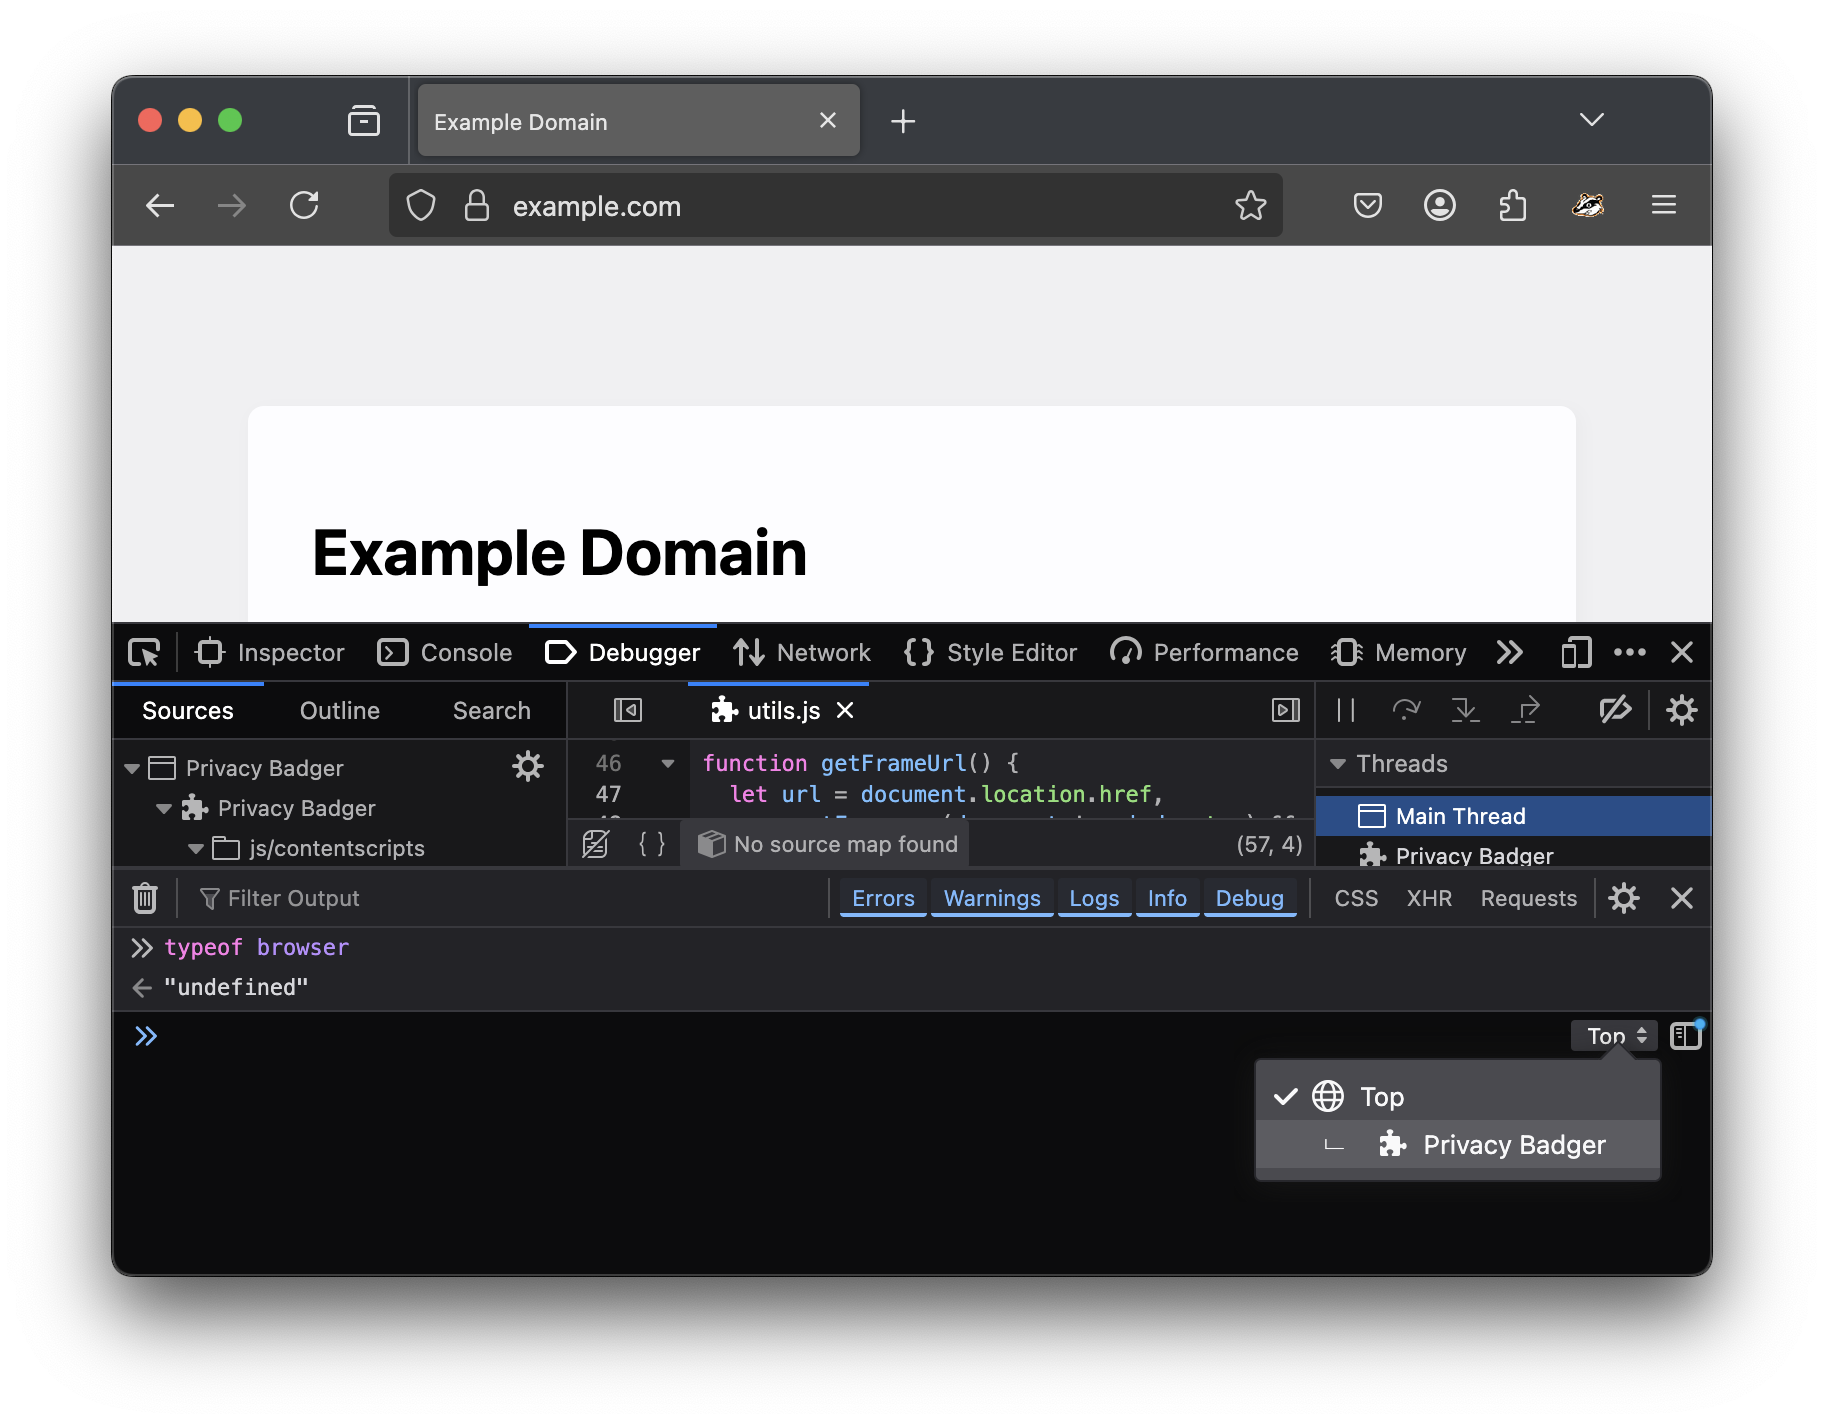 Example Domain
example.com
Example Domain
Inspector Console Debugger Network Style Editor Performance Memory
Sources Outline Search utils.js
Privacy Badger
Privacy Badger
js/contentscripts
46 function getFrameUrl() {
47 let url = document.location.href,
{ } No source map found (57, 4)
Threads
Main Thread
Privacy Badger
Filter Output Errors Warnings Logs Info Debug CSS XHR Requests
typeof browser
"undefined"
Top
Top
Privacy Badger